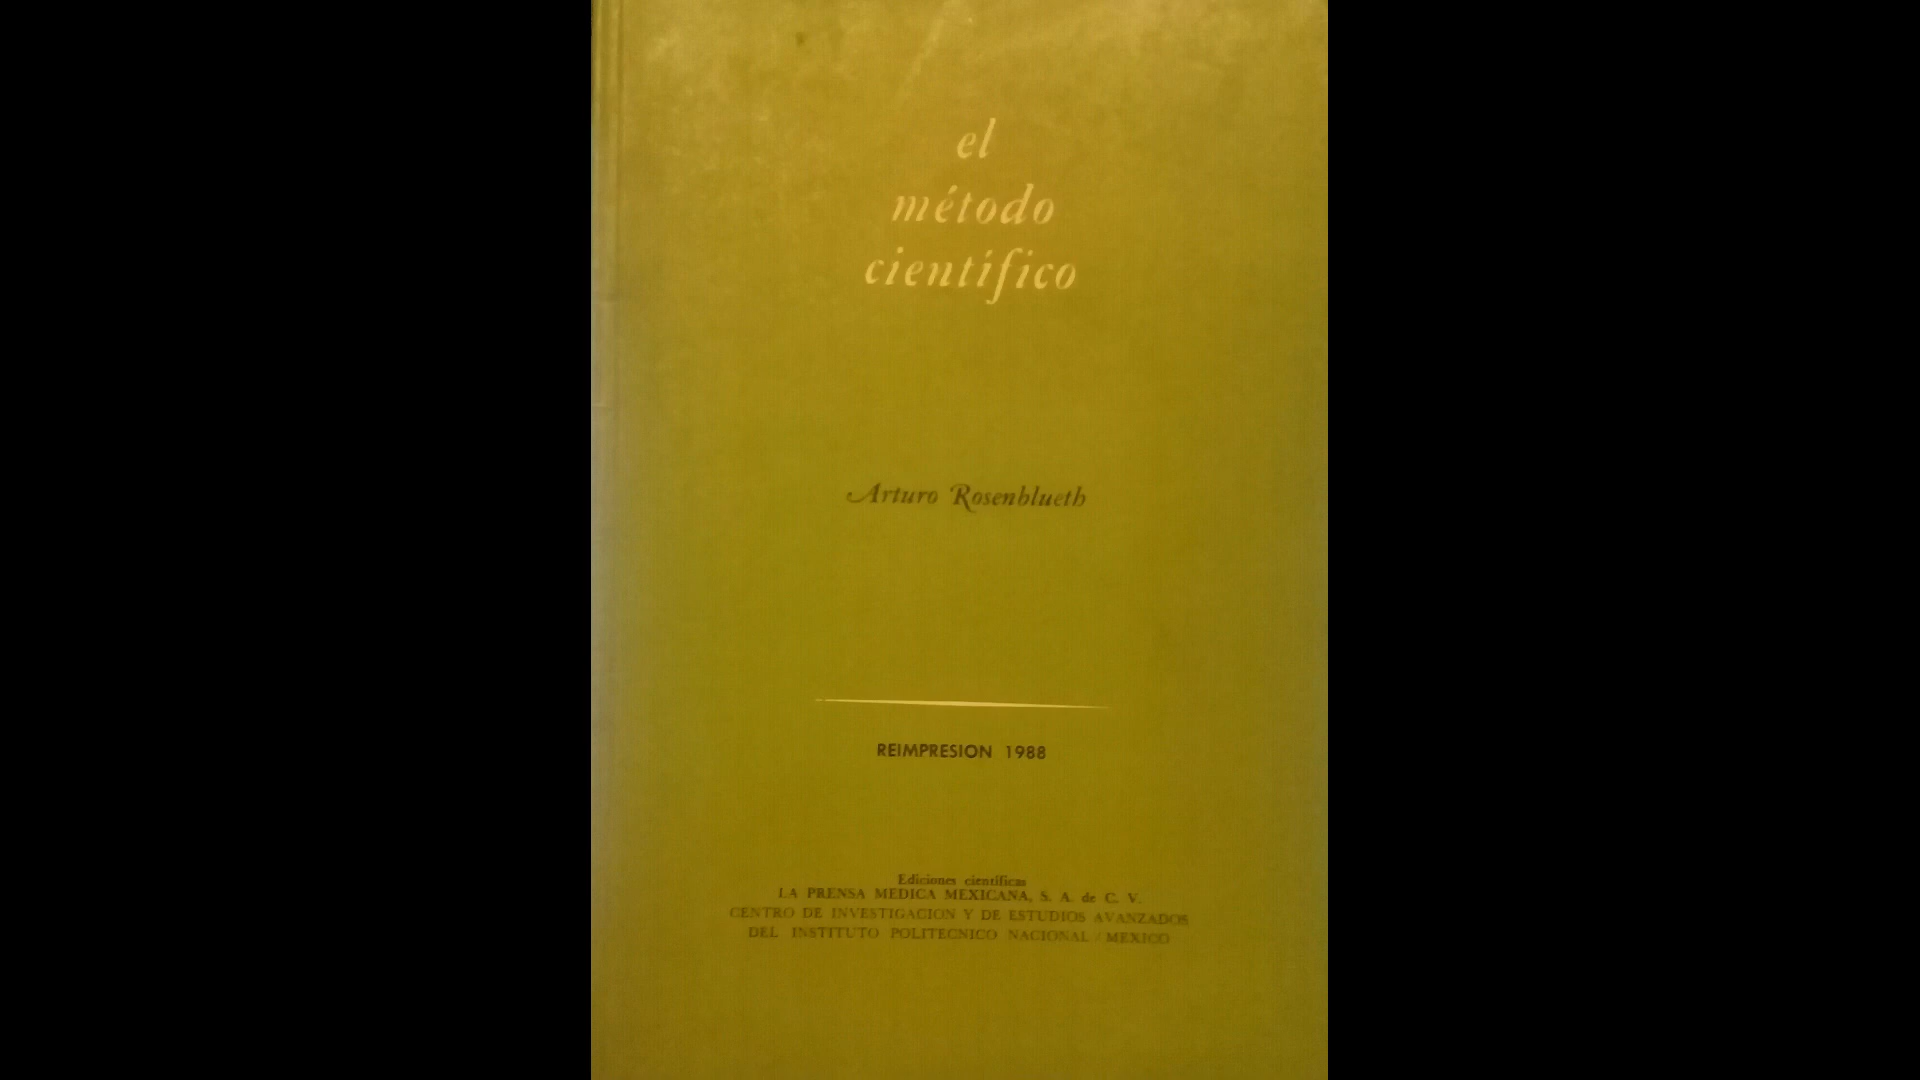 el
método
científico
Arturo Rosenblueth
REIMPRESION 1988
Ediciones científicas
LA PRENSA MEDICA MEXICANA, S. A. de C. V.
CENTRO DE INVESTIGACION Y DE ESTUDIOS AVANZADOS
DEL INSTITUTO POLITECNICO NACIONAL / MEXICO